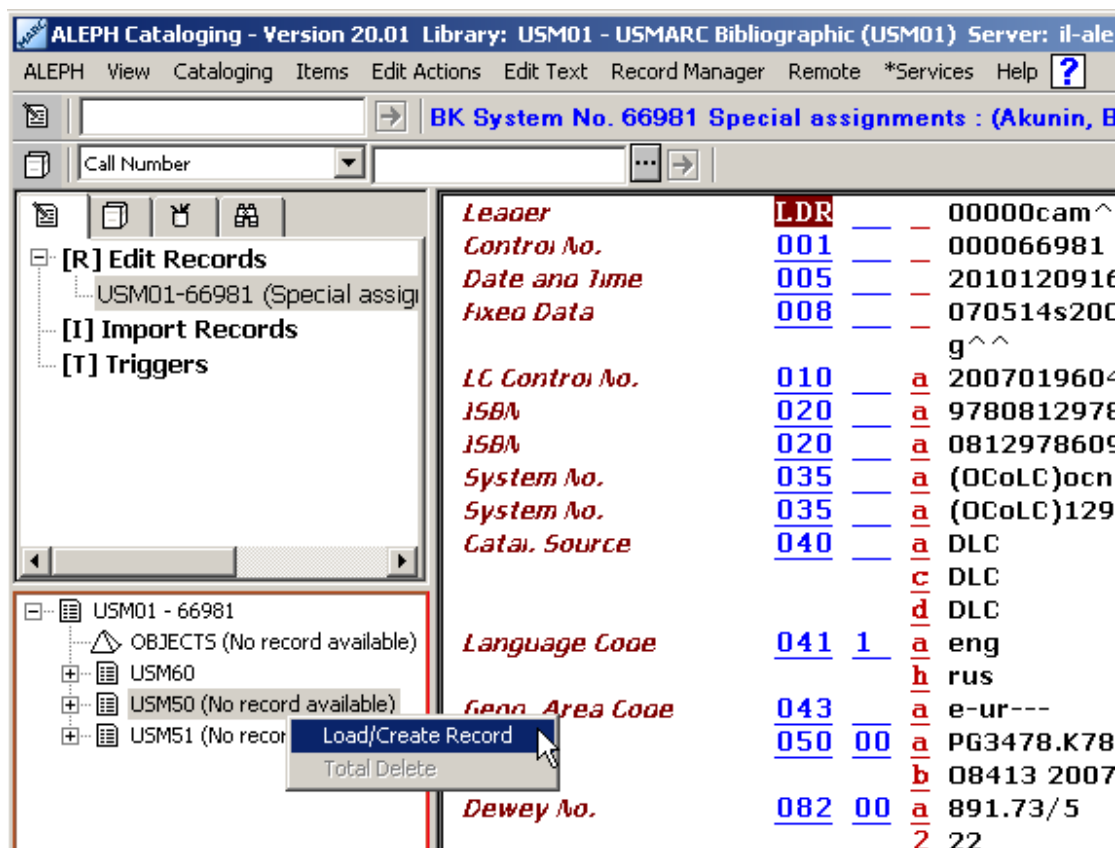 ALEPH Cataloging - Version 20.01 Library: USM01 - USMARC Bibliographic (USM01) Server: il-ale
ALEPH View Cataloging Items Edit Actions Edit Text Record Manager Remote *Services Help ?
BK System No. 66981 Special assignments : (Akunin, B
Call Number ...
[R] Edit Records
USM01-66981 (Special assig
[I] Import Records
[T] Triggers
USM01 - 66981
OBJECTS (No record available)
USM60
USM50 (No record available)
USM51 (No recor
Load/Create Record
Total Delete
Leader LDR 00000cam^
Control No. 001 000066981
Date and Time 005 2010120916
Fixed Data 008 070514s200
g^^
LC Control No. 010 a 2007019604
ISBN 020 a 9780812978
ISBN 020 a 0812978609
System No. 035 a (OCoLC)ocn
System No. 035 a (OCoLC)129
Catal. Source 040 a DLC
c DLC
d DLC
Language Code 041 1 a eng
h rus
Geog. Area Code 043 a e-ur---
050 00 a PG3478.K78
b O8413 2007
Dewey No. 082 00 a 891.73/5
2 22